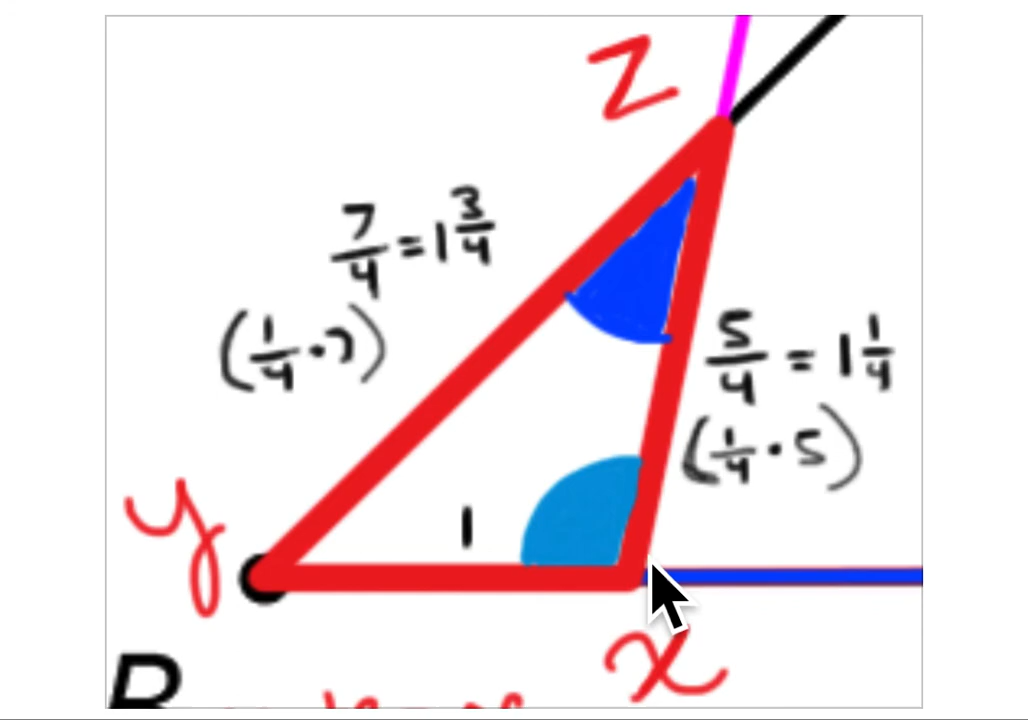 Z
7/4 = 1 3/4
(1/4 · 7)
5/4 = 1 1/4
(1/4 · 5)
y
1
x
B